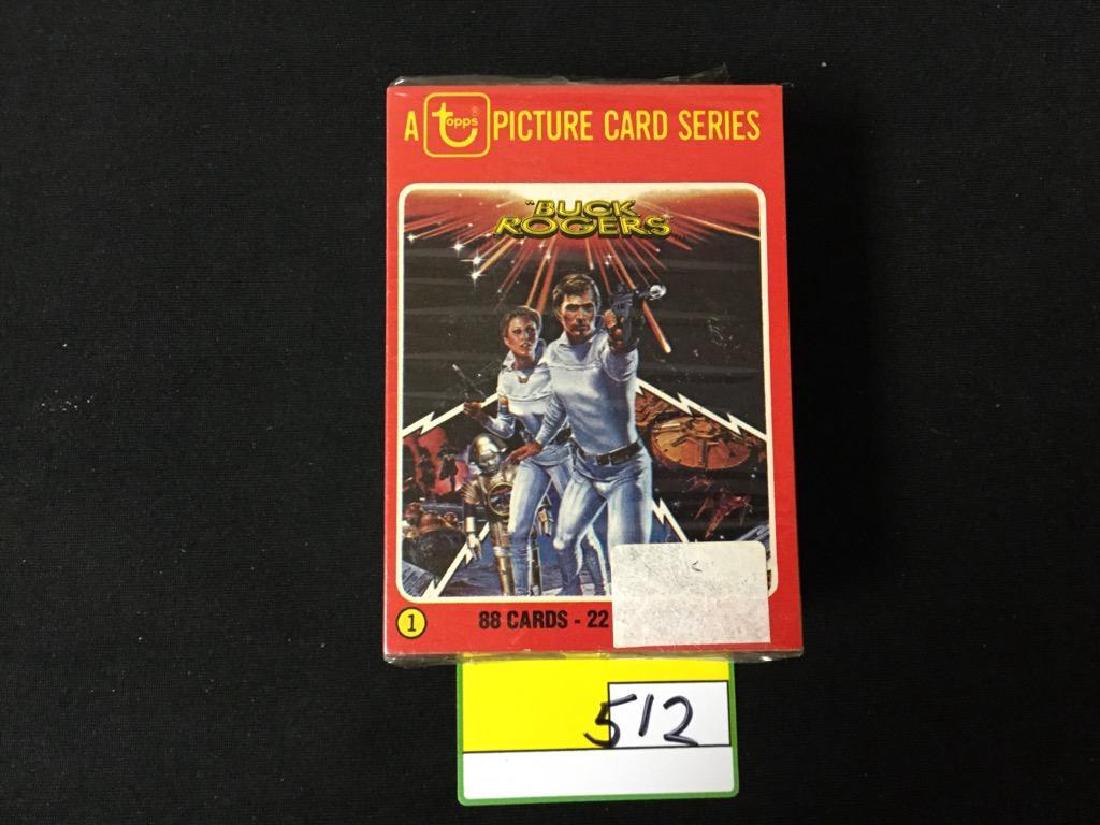 A topps® PICTURE CARD SERIES
"BUCK
ROGERS"
1 88 CARDS - 22
512